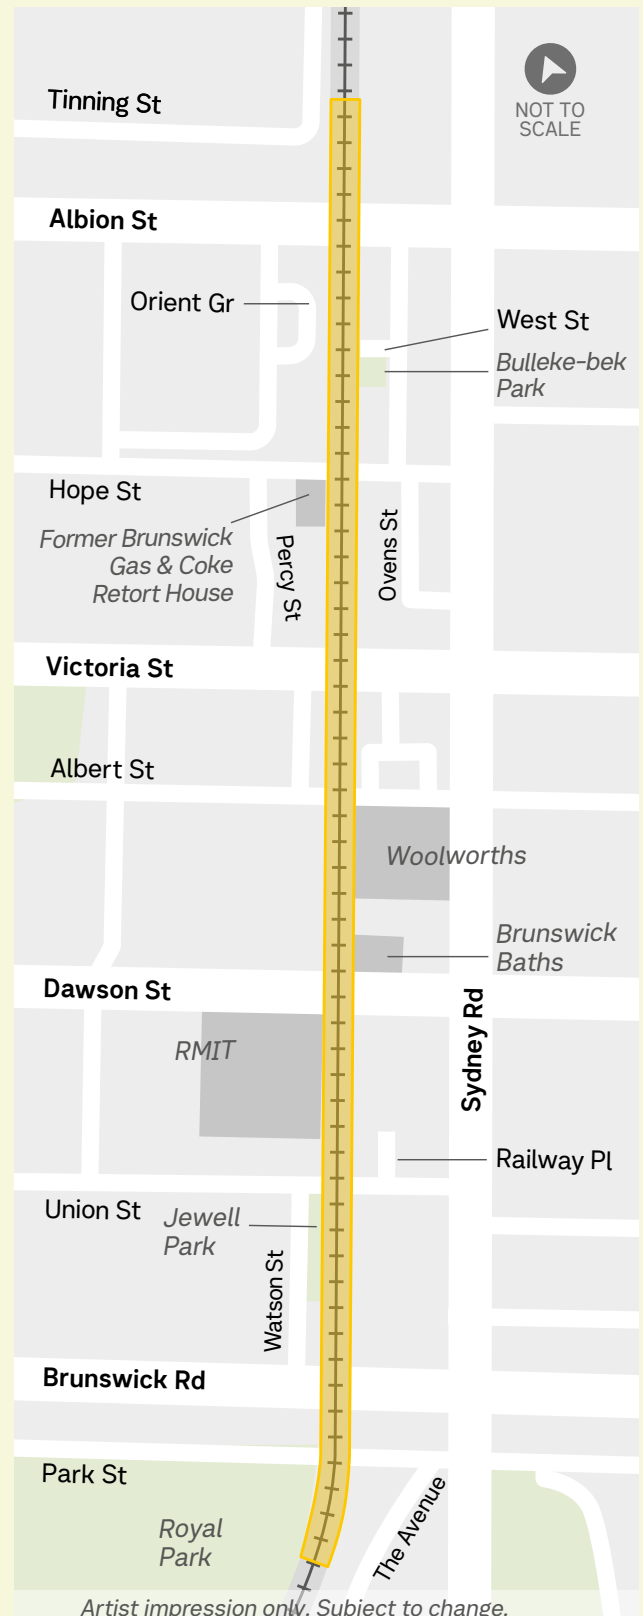 Tinning St
NOT TO
SCALE
Albion St
Orient Gr
West St
Bulleke-bek
Park
Hope St
Former Brunswick
Gas & Coke
Retort House
Percy St
Ovens St
Victoria St
Albert St
Woolworths
Brunswick
Baths
Dawson St
Sydney Rd
RMIT
Railway Pl
Union St
Jewell
Park
Watson St
Brunswick Rd
Park St
The Avenue
Royal
Park
Artist impression only. Subject to change.